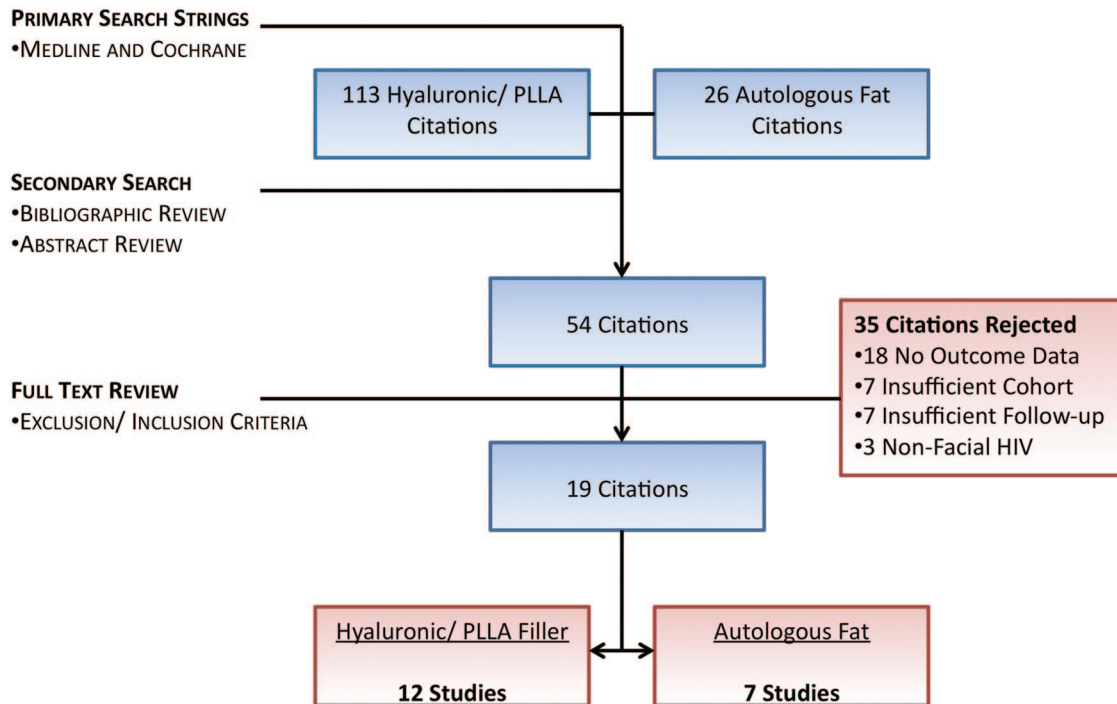 PRIMARY SEARCH STRINGS
•MEDLINE AND COCHRANE
113 Hyaluronic/ PLLA
Citations
26 Autologous Fat
Citations
SECONDARY SEARCH
•BIBLIOGRAPHIC REVIEW
•ABSTRACT REVIEW
54 Citations
35 Citations Rejected
•18 No Outcome Data
•7 Insufficient Cohort
•7 Insufficient Follow-up
•3 Non-Facial HIV
FULL TEXT REVIEW
•EXCLUSION/ INCLUSION CRITERIA
19 Citations
Hyaluronic/ PLLA Filler
12 Studies
Autologous Fat
7 Studies